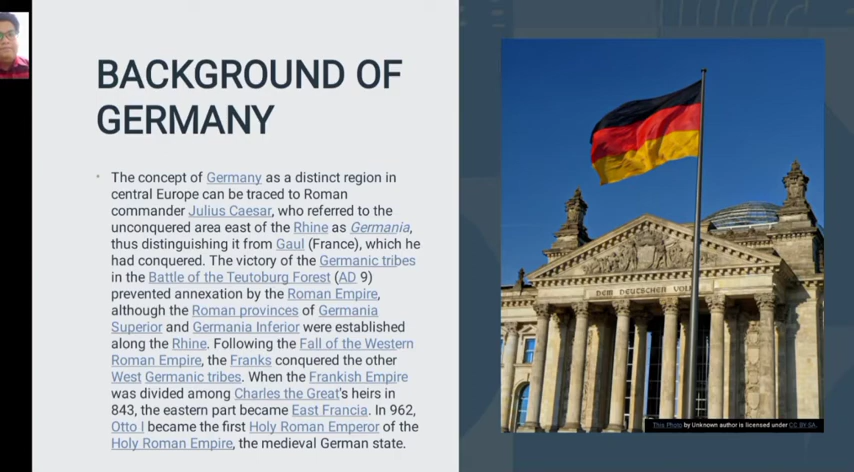 BACKGROUND OF
GERMANY
• The concept of Germany as a distinct region in
central Europe can be traced to Roman
commander Julius Caesar, who referred to the
unconquered area east of the Rhine as Germania,
thus distinguishing it from Gaul (France), which he
had conquered. The victory of the Germanic tribes
in the Battle of the Teutoburg Forest (AD 9)
prevented annexation by the Roman Empire,
although the Roman provinces of Germania
Superior and Germania Inferior were established
along the Rhine. Following the Fall of the Western
Roman Empire, the Franks conquered the other
West Germanic tribes. When the Frankish Empire
was divided among Charles the Great's heirs in
843, the eastern part became East Francia. In 962,
Otto I became the first Holy Roman Emperor of the
Holy Roman Empire, the medieval German state.
DEM DEUTSCHEN VOLK
This Photo by Unknown author is licensed under CC BY-SA.